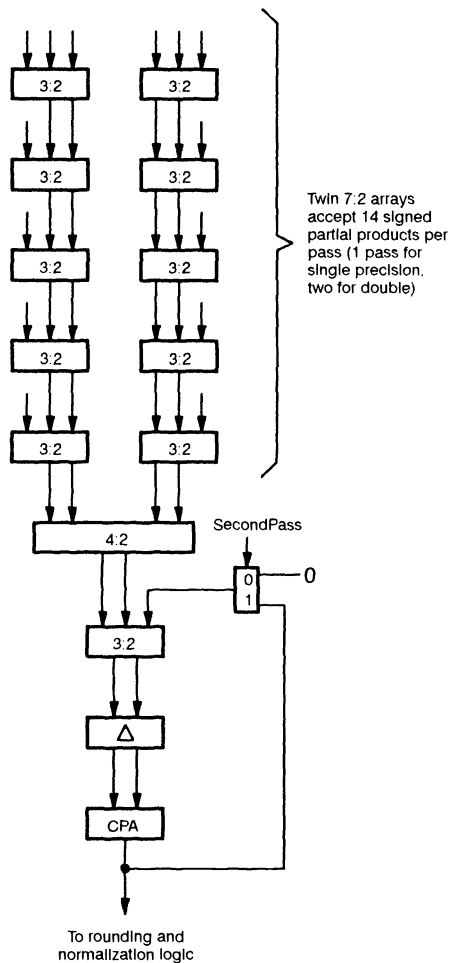 3:2 3:2
3:2 3:2
3:2 3:2
3:2 3:2
3:2 3:2
Twin 7:2 arrays
accept 14 signed
partial products per
pass (1 pass for
single precision,
two for double)
4:2
SecondPass
0
1
0
3:2
Δ
CPA
To rounding and
normalization logic